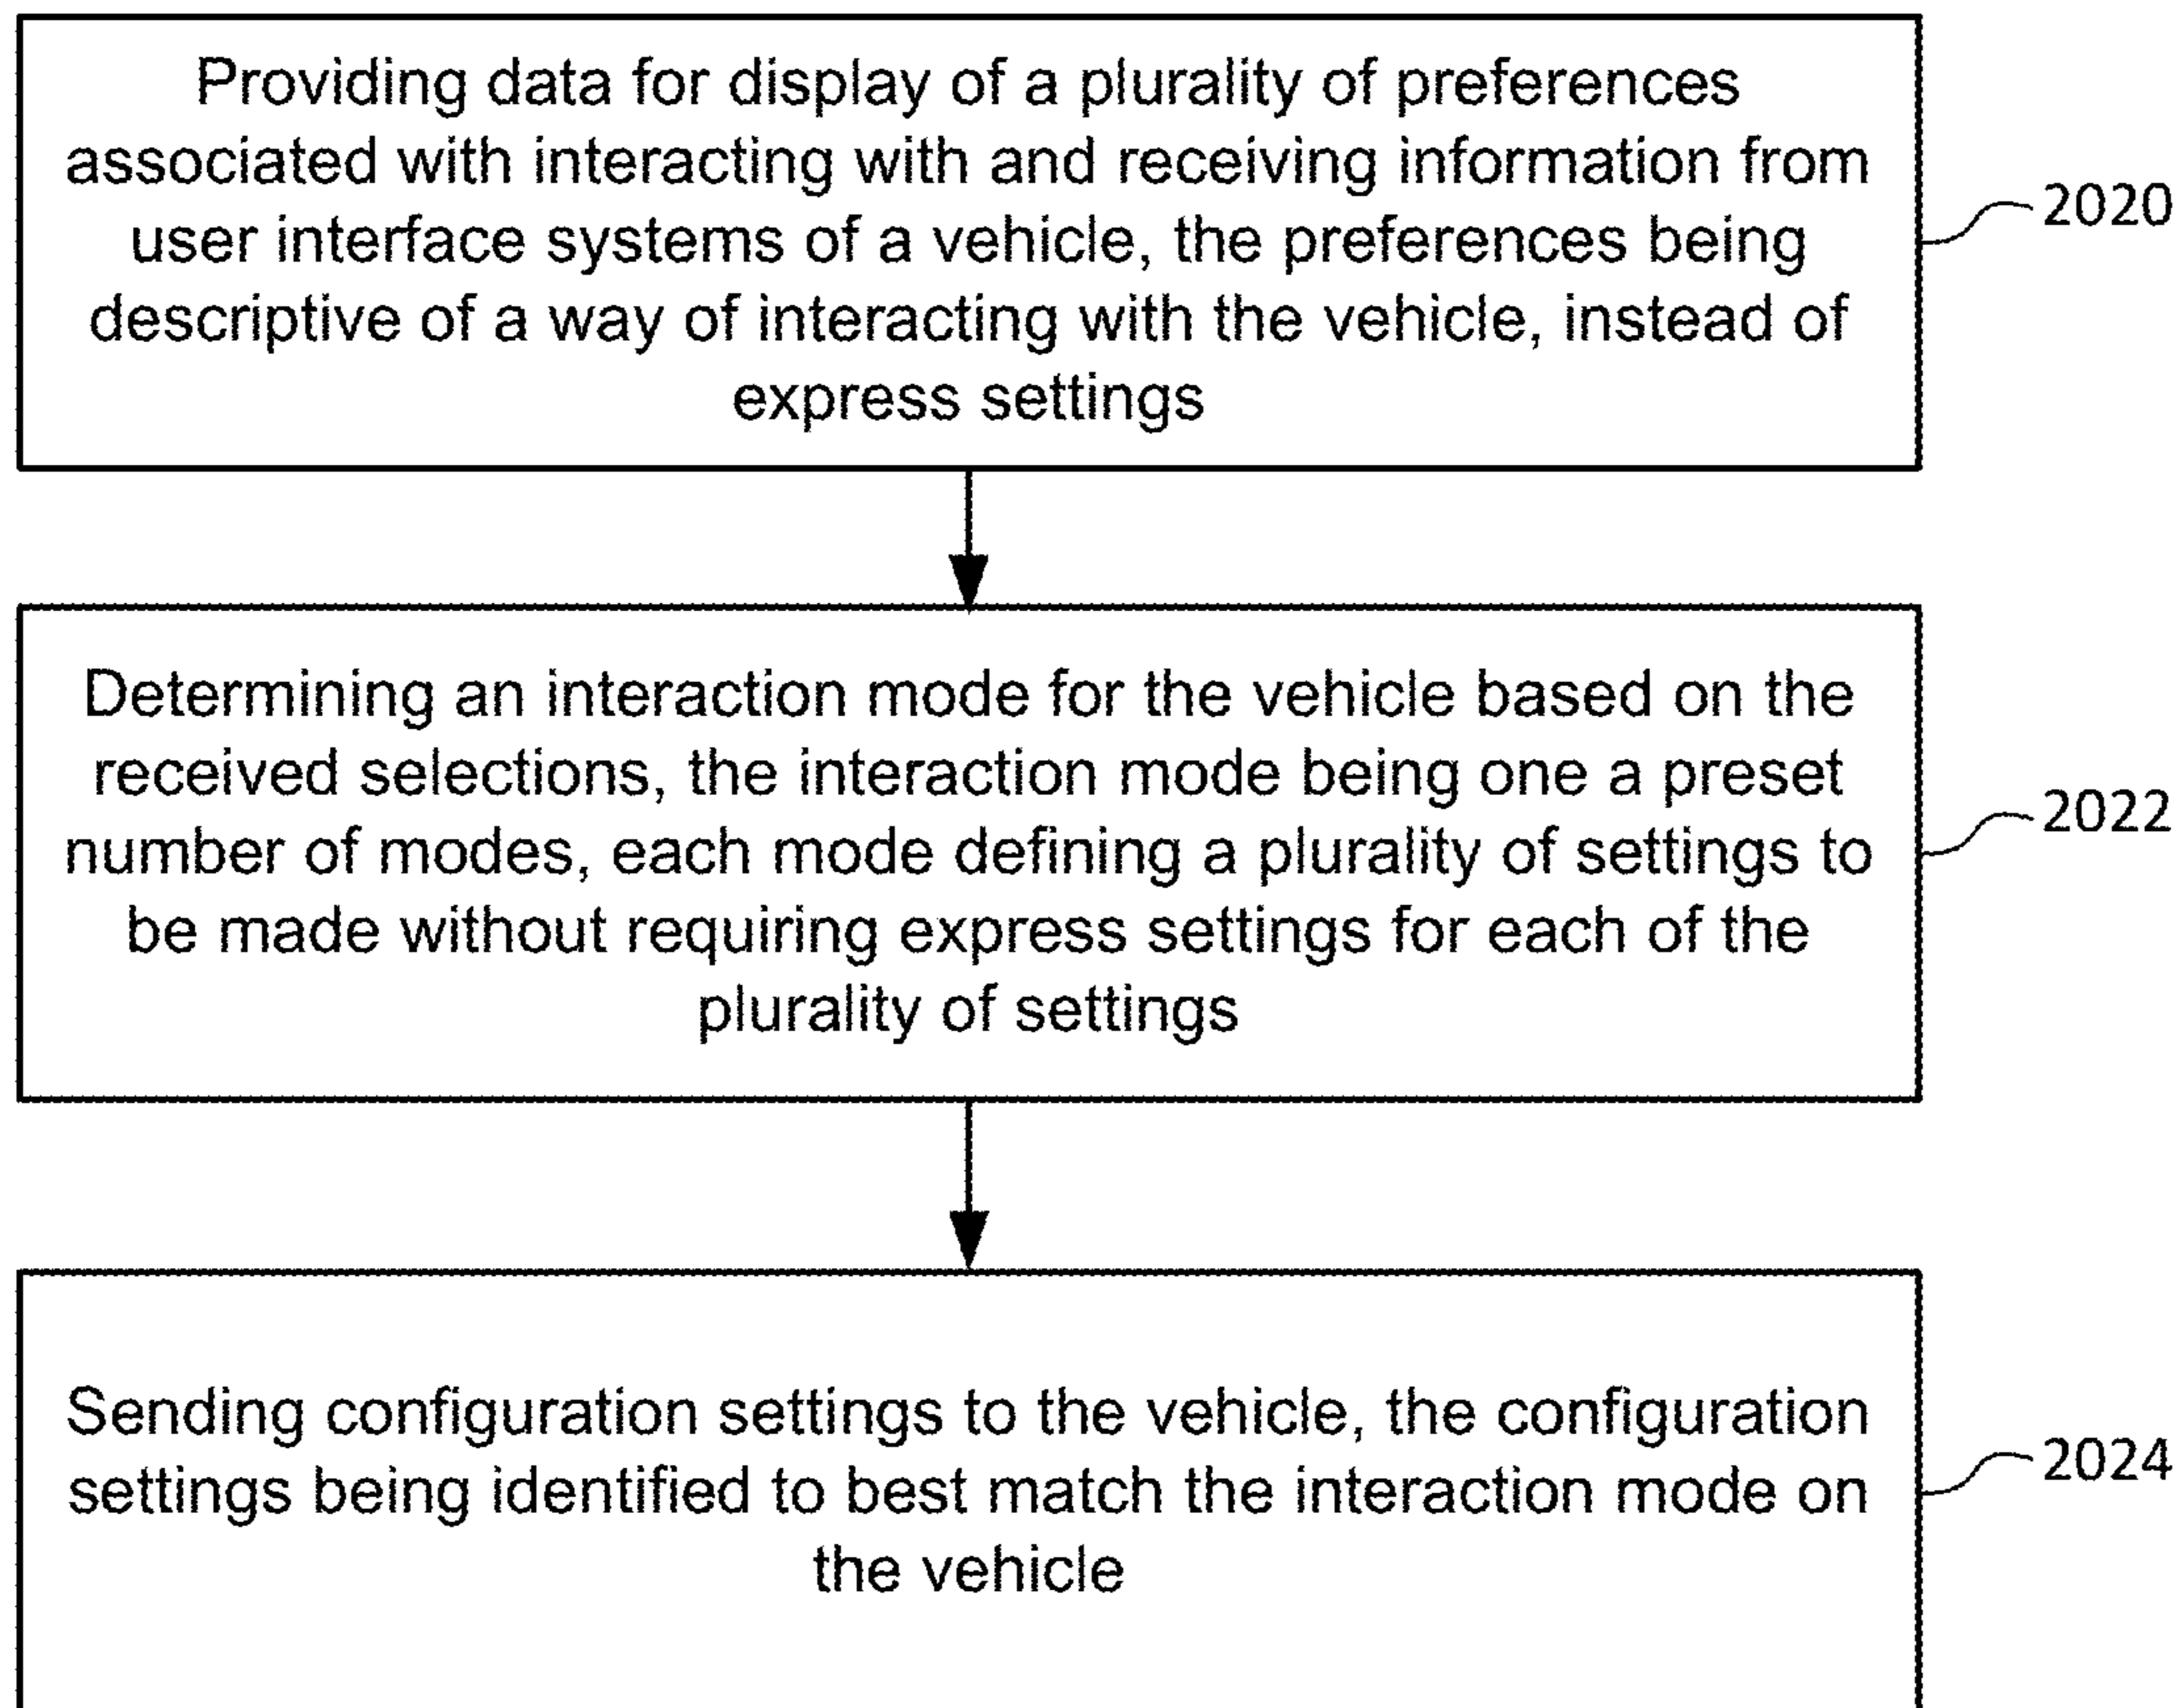 Providing data for display of a plurality of preferences
associated with interacting with and receiving information from
user interface systems of a vehicle, the preferences being
descriptive of a way of interacting with the vehicle, instead of
express settings
2020
Determining an interaction mode for the vehicle based on the
received selections, the interaction mode being one a preset
number of modes, each mode defining a plurality of settings to
be made without requiring express settings for each of the
plurality of settings
2022
Sending configuration settings to the vehicle, the configuration
settings being identified to best match the interaction mode on
the vehicle
2024